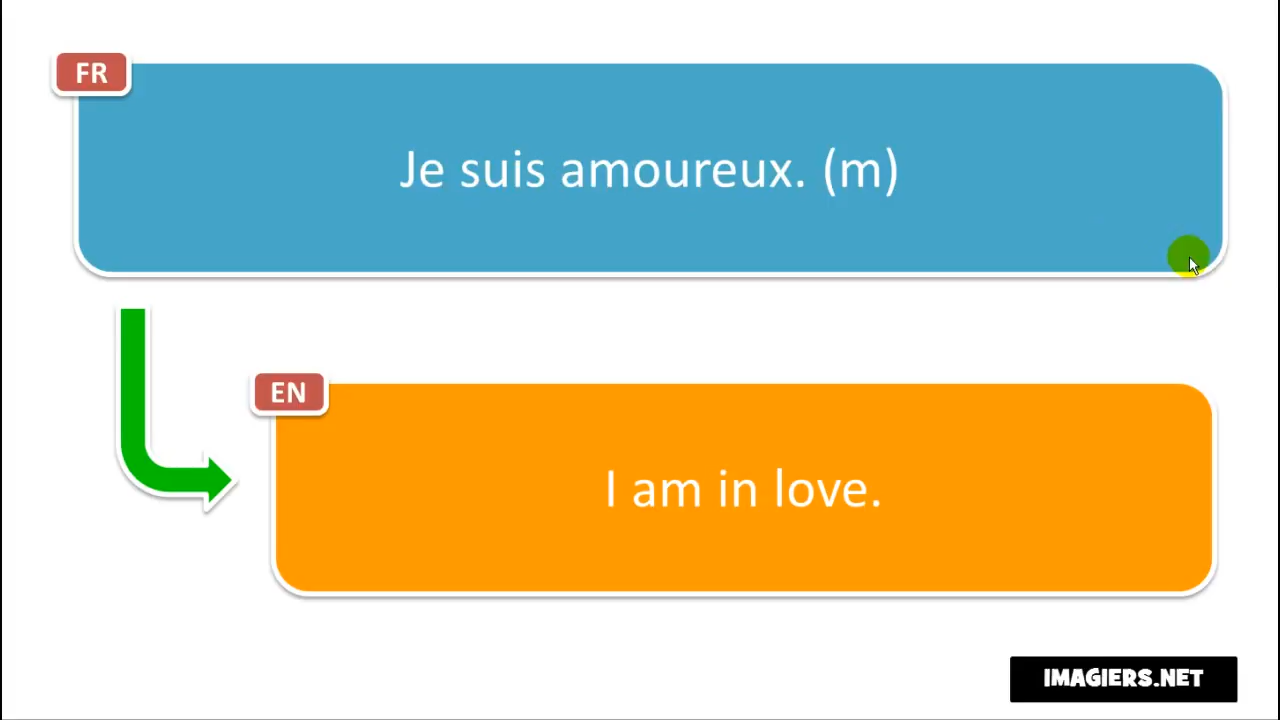 FR
Je suis amoureux. (m)
EN
I am in love.
IMAGIERS.NET